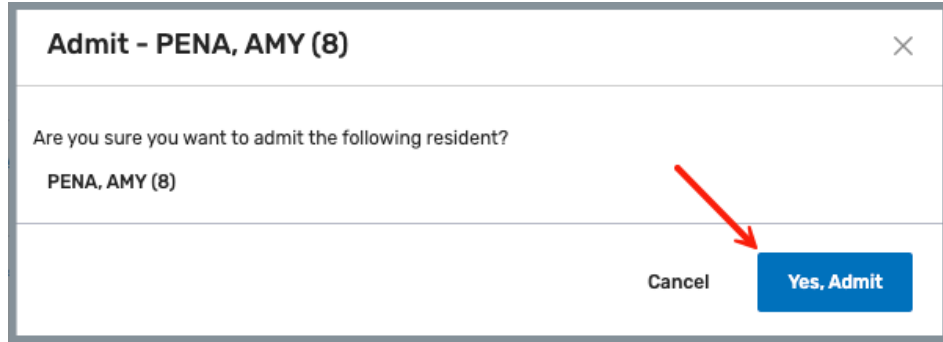 Admit - PENA, AMY (8)
Are you sure you want to admit the following resident?
PENA, AMY (8)
Cancel
Yes, Admit